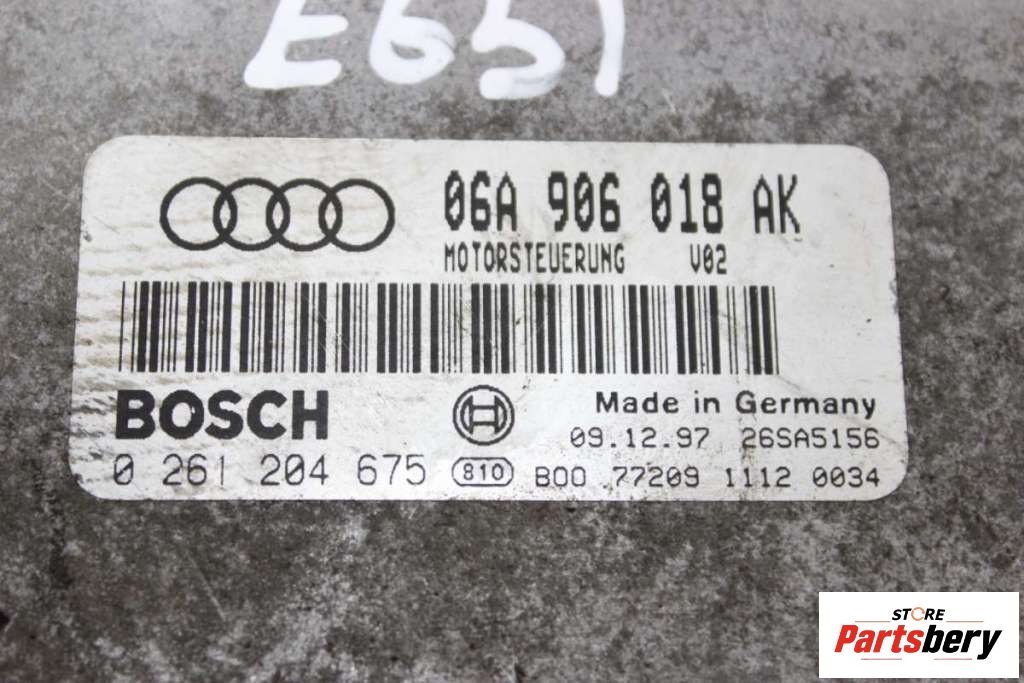 E651
06A 906 018 AK
MOTORSTEUERUNG V02
BOSCH
Made in Germany
09.12.97 26SA5156
0 261 204 675 810 B00 77209 1112 0034
STORE
Partsbery